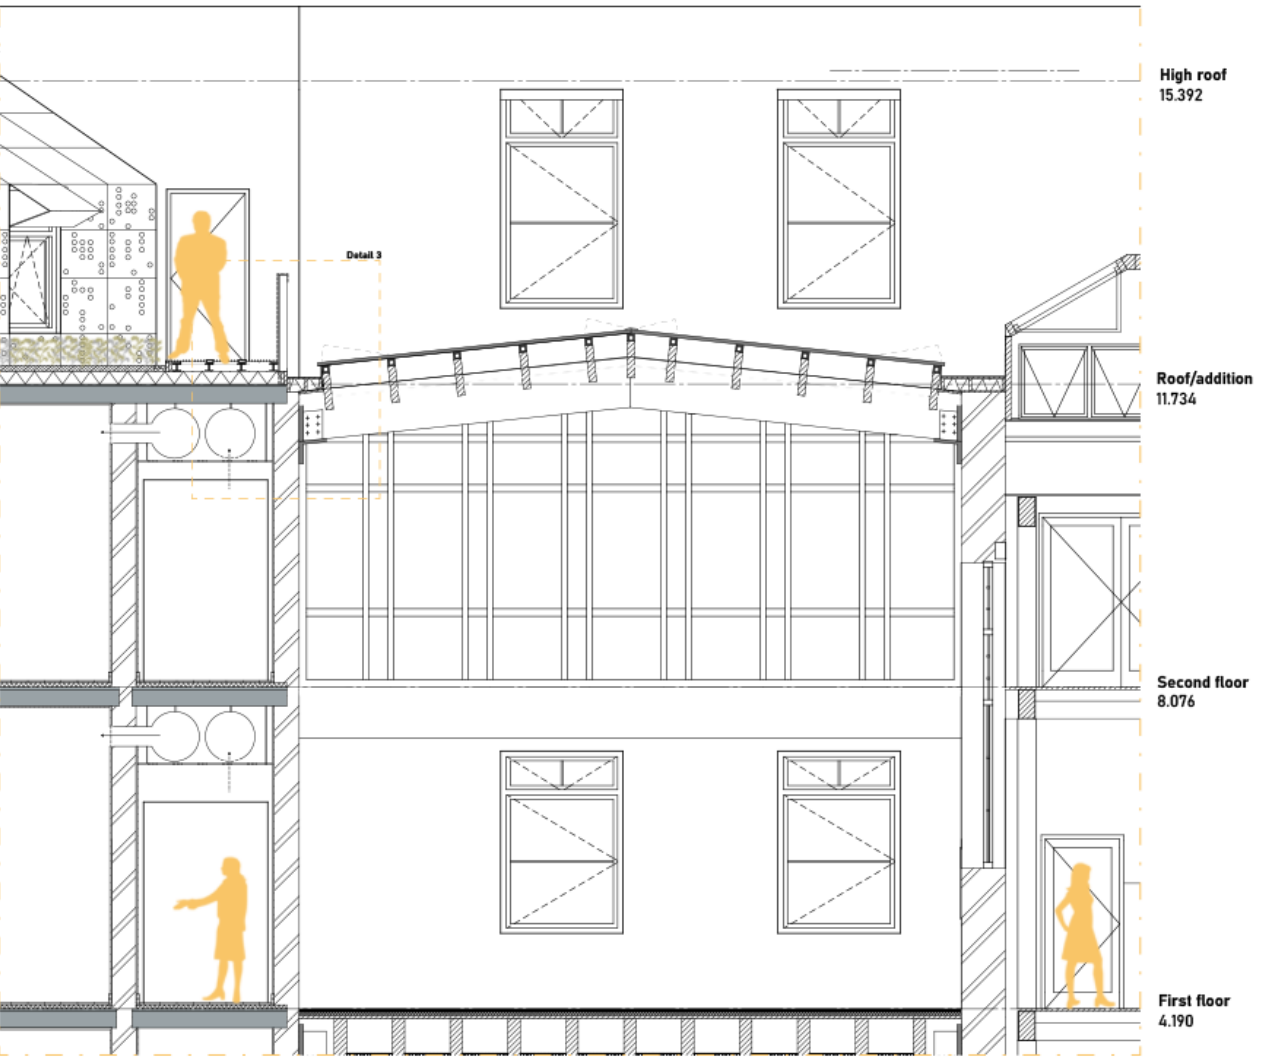 High roof
15.392
Detail 3
Roof/addition
11.734
Second floor
8.076
First floor
4.190